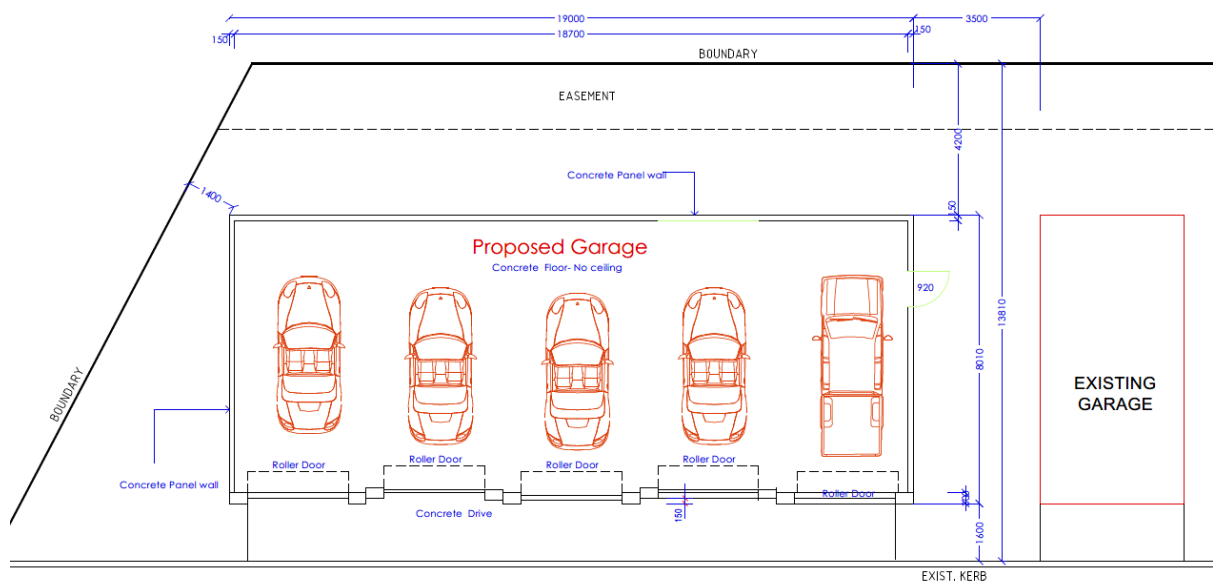 19000
3500
150
18700
150
BOUNDARY
EASEMENT
4200
Concrete Panel wall
1400
150
Proposed Garage
Concrete Floor- No ceiling
920
13810
8010
EXISTING
GARAGE
BOUNDARY
Roller Door
Roller Door
Roller Door
Roller Door
Roller Door
Concrete Panel wall
Concrete Drive
150
1600
EXIST. KERB